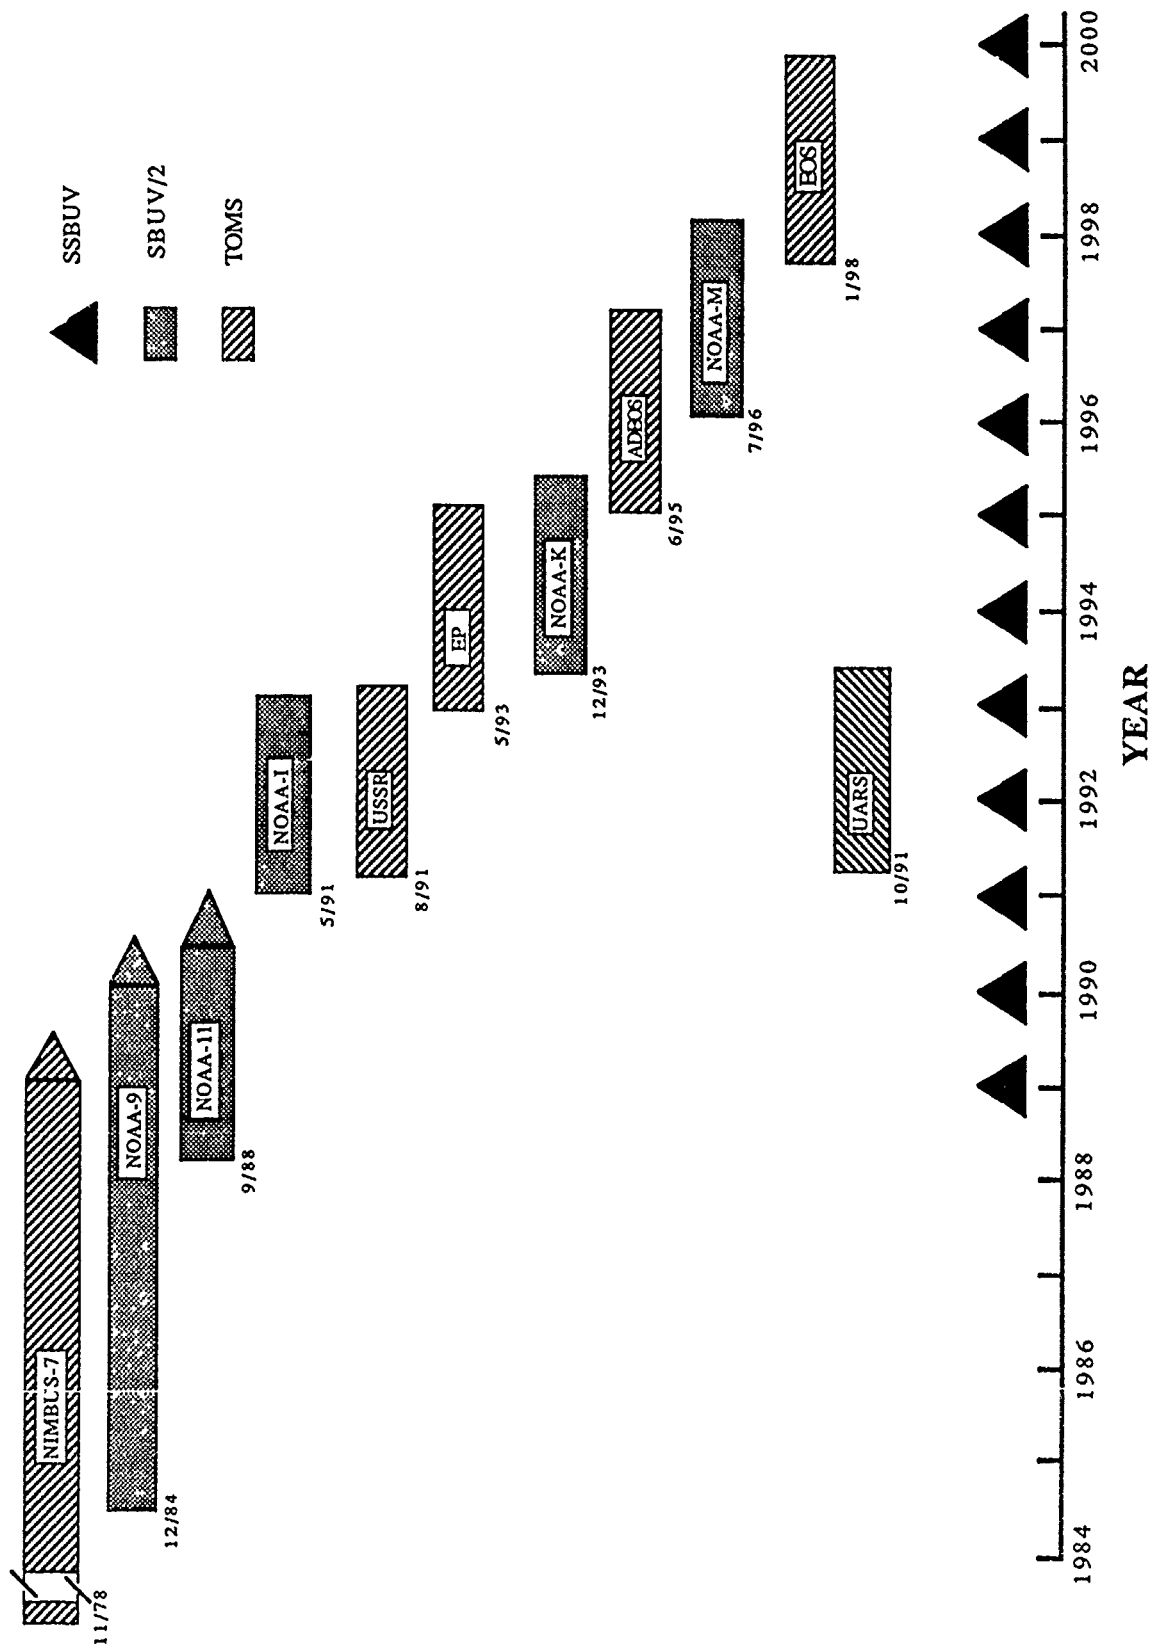 SSBUV
SBUV/2
TOMS
NIMBUS-7
11/78
NOAA-9
12/84
NOAA-11
9/88
NOAA-I
5/91
USSR
8/91
EP
5/93
NOAA-K
12/93
ADEOS
6/95
NOAA-M
7/96
EOS
1/98
UARS
10/91
1984 1986 1988 1990 1992 1994 1996 1998 2000
YEAR